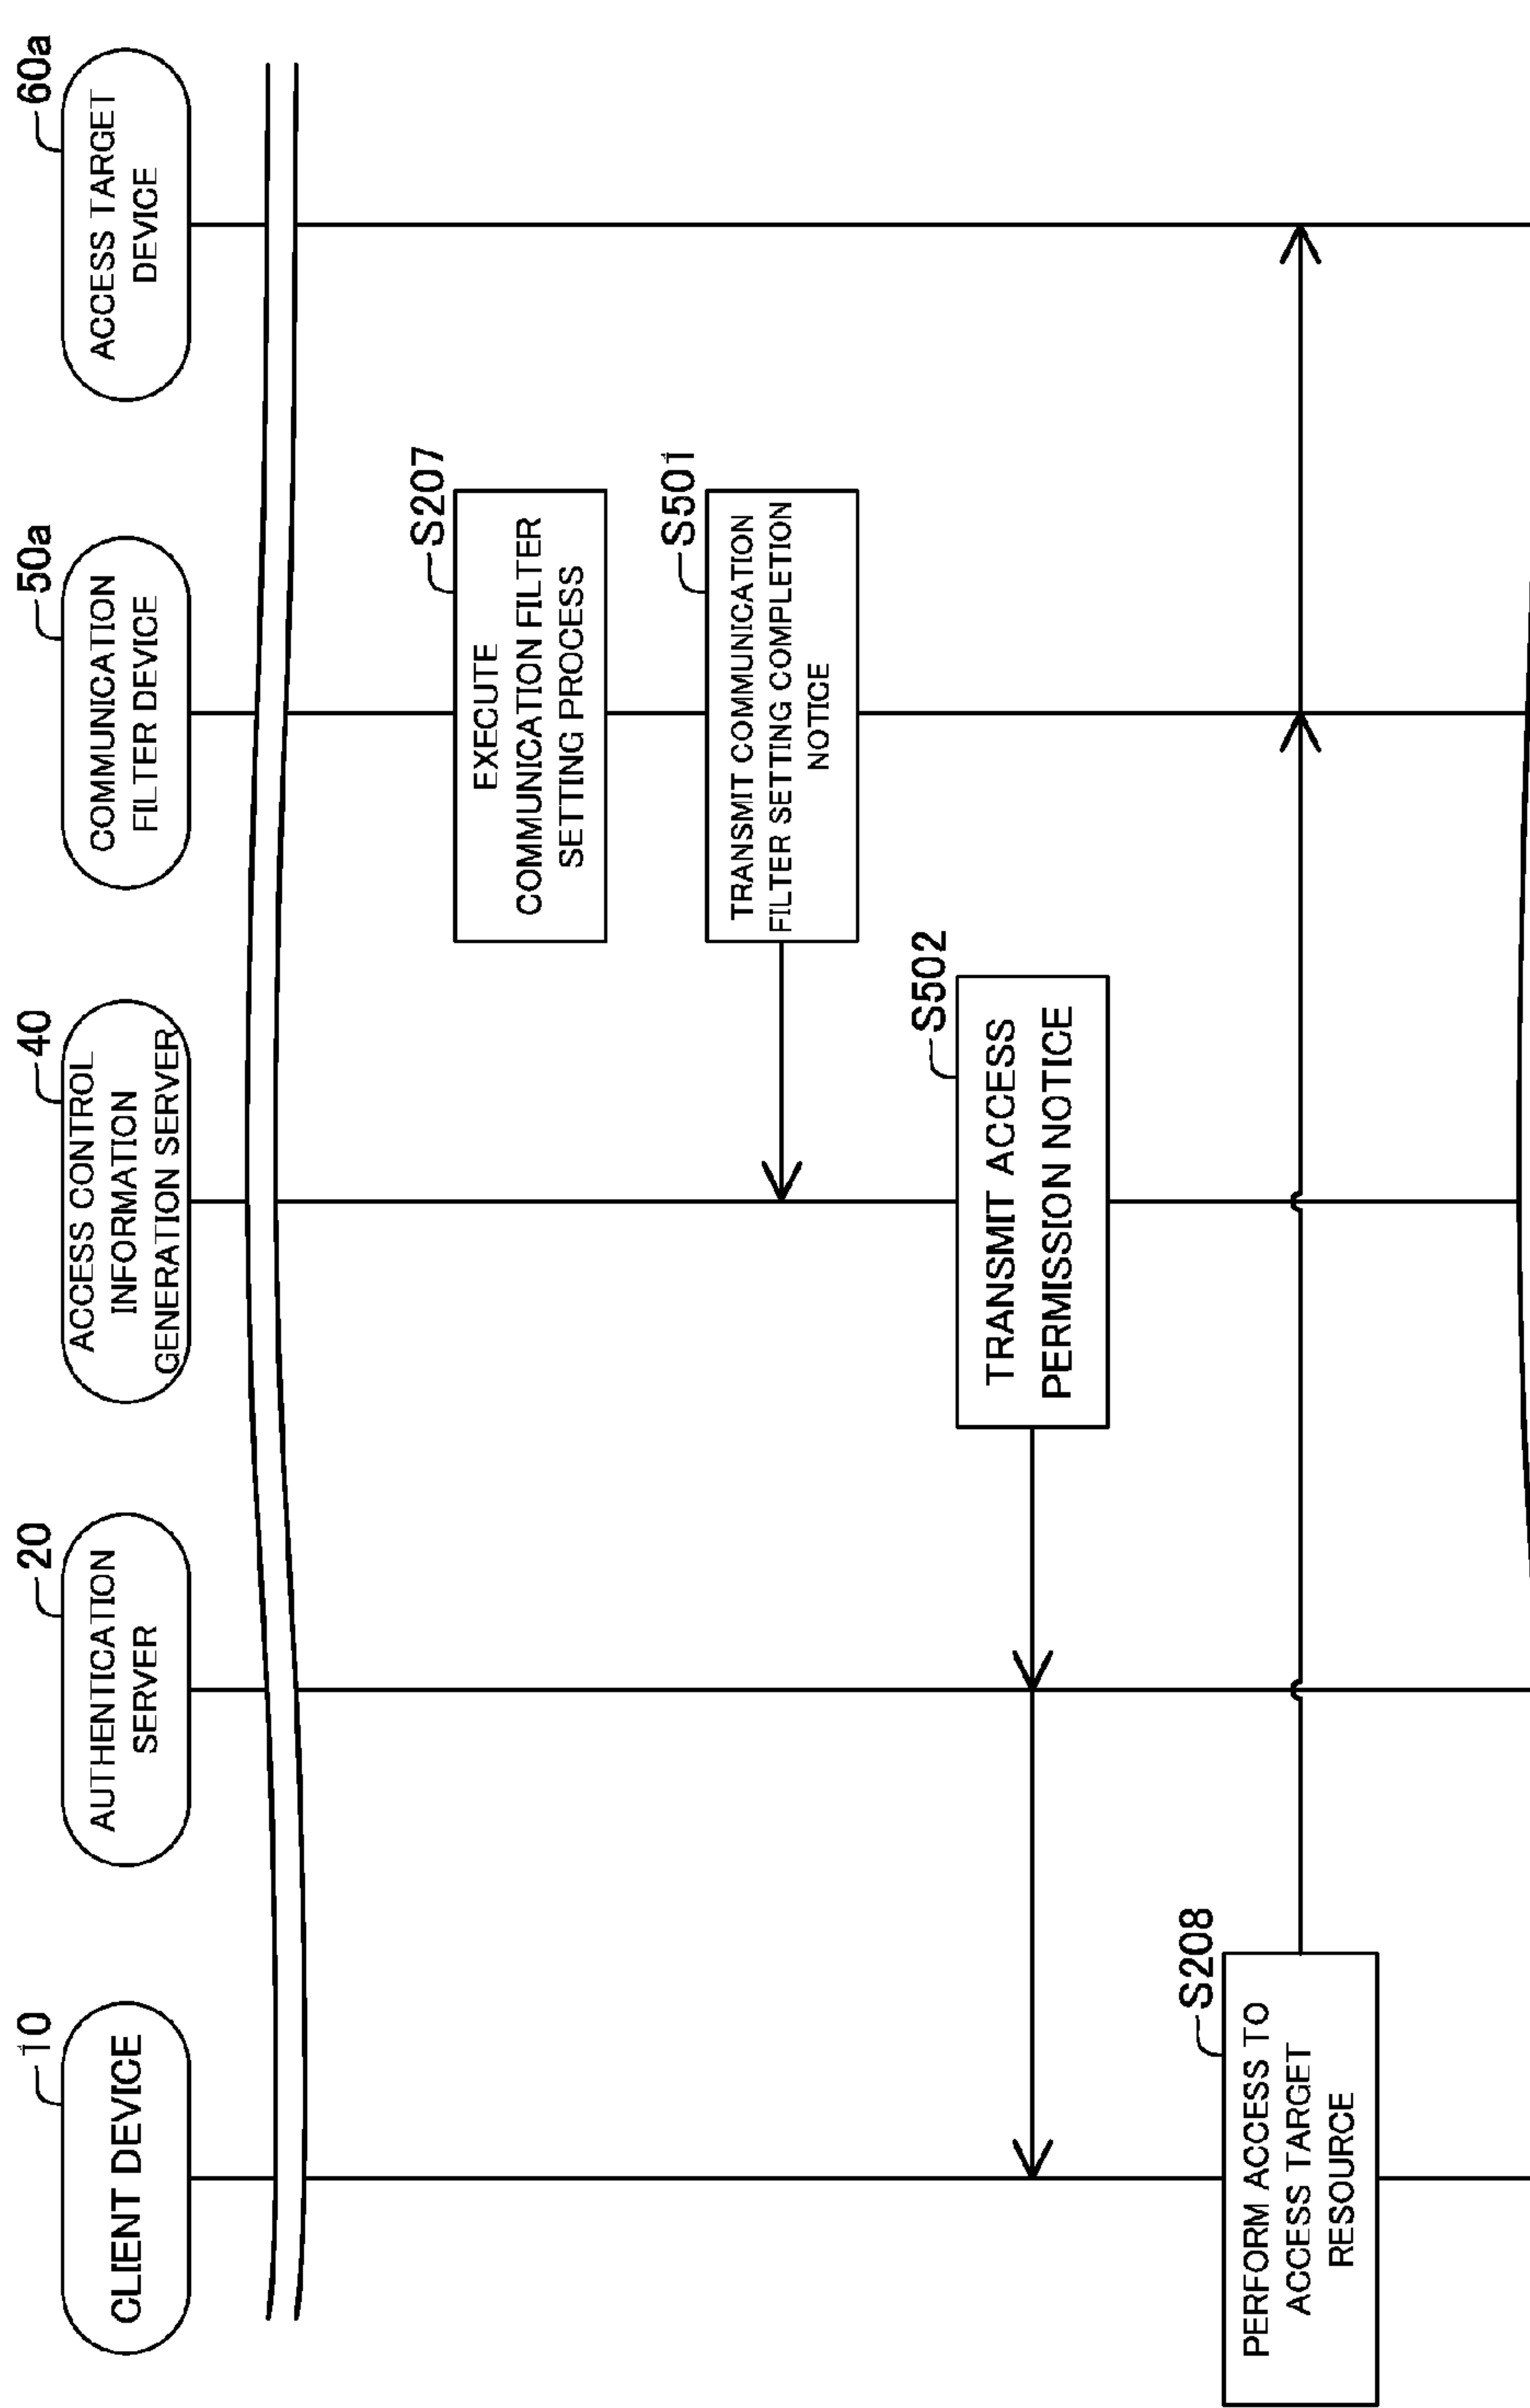 10
CLIENT DEVICE
20
AUTHENTICATION
SERVER
40
ACCESS CONTROL
INFORMATION
GENERATION SERVER
50a
COMMUNICATION
FILTER DEVICE
60a
ACCESS TARGET
DEVICE
S207
EXECUTE
COMMUNICATION FILTER
SETTING PROCESS
S501
TRANSMIT COMMUNICATION
FILTER SETTING COMPLETION
NOTICE
S502
TRANSMIT ACCESS
PERMISSION NOTICE
S208
PERFORM ACCESS TO
ACCESS TARGET
RESOURCE